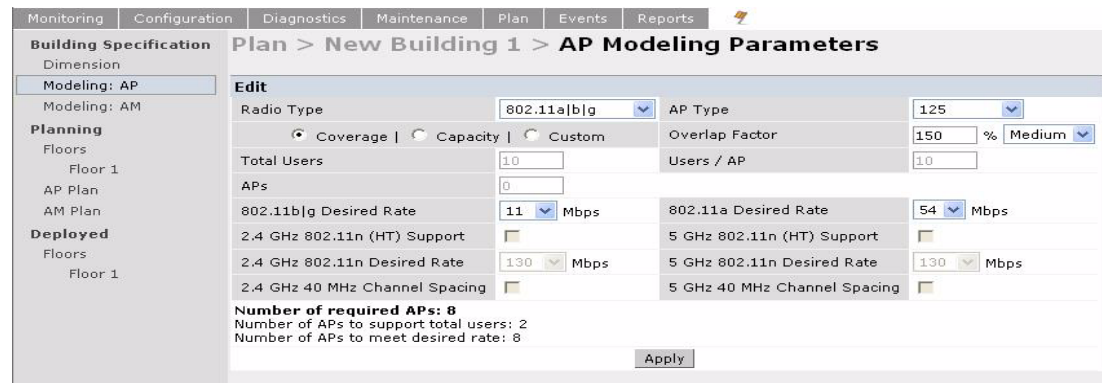 Monitoring Configuration Diagnostics Maintenance Plan Events Reports
Building Specification
Dimension
Modeling: AP
Modeling: AM
Planning
Floors
Floor 1
AP Plan
AM Plan
Deployed
Floors
Floor 1
Plan > New Building 1 > AP Modeling Parameters
Edit
Radio Type 802.11a|b|g AP Type 125
Coverage | Capacity | Custom Overlap Factor 150 % Medium
Total Users 10 Users / AP 10
APs 0
802.11b|g Desired Rate 11 Mbps 802.11a Desired Rate 54 Mbps
2.4 GHz 802.11n (HT) Support 5 GHz 802.11n (HT) Support
2.4 GHz 802.11n Desired Rate 130 Mbps 5 GHz 802.11n Desired Rate 130 Mbps
2.4 GHz 40 MHz Channel Spacing 5 GHz 40 MHz Channel Spacing
Number of required APs: 8
Number of APs to support total users: 2
Number of APs to meet desired rate: 8
Apply